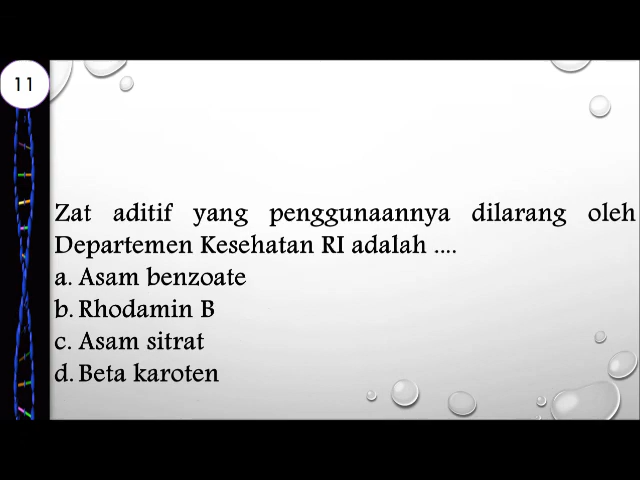 11
Zat aditif yang penggunaannya dilarang oleh
Departemen Kesehatan RI adalah ....
a. Asam benzoate
b. Rhodamin B
c. Asam sitrat
d. Beta karoten